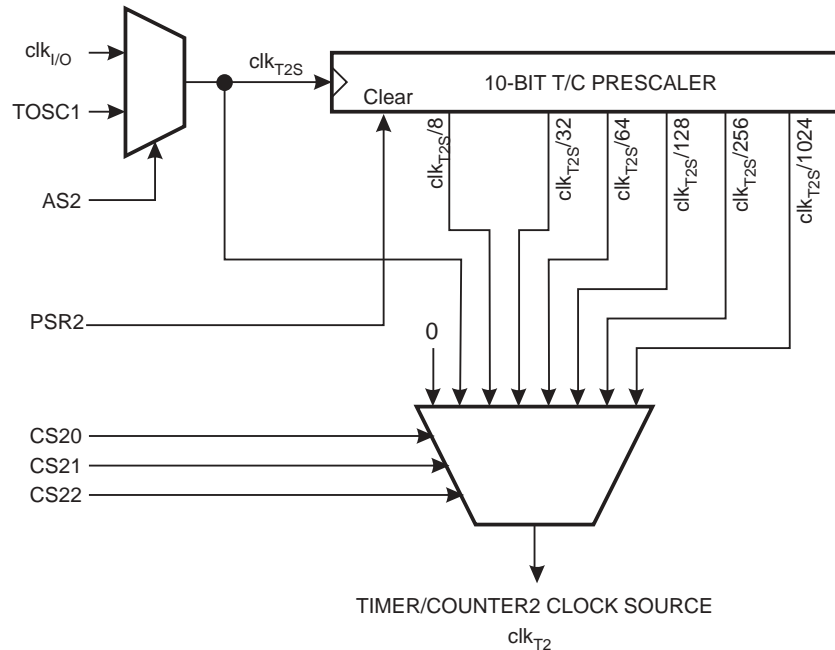 clkI/O
clkT2S
10-BIT T/C PRESCALER
TOSC1
Clear
clkT2S/8
clkT2S/32
clkT2S/64
clkT2S/128
clkT2S/256
clkT2S/1024
AS2
PSR2
0
CS20
CS21
CS22
TIMER/COUNTER2 CLOCK SOURCE
clkT2